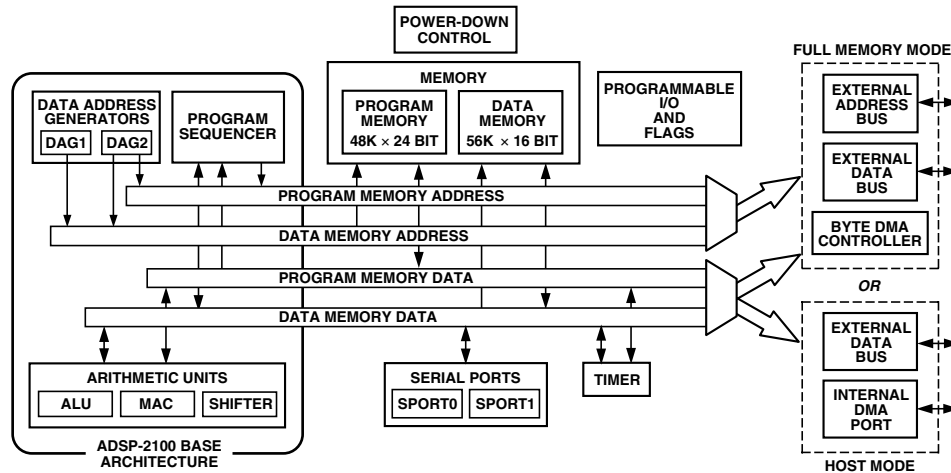 POWER-DOWN
CONTROL
FULL MEMORY MODE
MEMORY
PROGRAM
MEMORY
48K × 24 BIT
DATA
MEMORY
56K × 16 BIT
PROGRAMMABLE
I/O
AND
FLAGS
EXTERNAL
ADDRESS
BUS
DATA ADDRESS
GENERATORS
DAG1
DAG2
PROGRAM
SEQUENCER
EXTERNAL
DATA
BUS
PROGRAM MEMORY ADDRESS
DATA MEMORY ADDRESS
BYTE DMA
CONTROLLER
PROGRAM MEMORY DATA
OR
DATA MEMORY DATA
EXTERNAL
DATA
BUS
ARITHMETIC UNITS
ALU
MAC
SHIFTER
SERIAL PORTS
SPORT0
SPORT1
TIMER
INTERNAL
DMA
PORT
ADSP-2100 BASE
ARCHITECTURE
HOST MODE